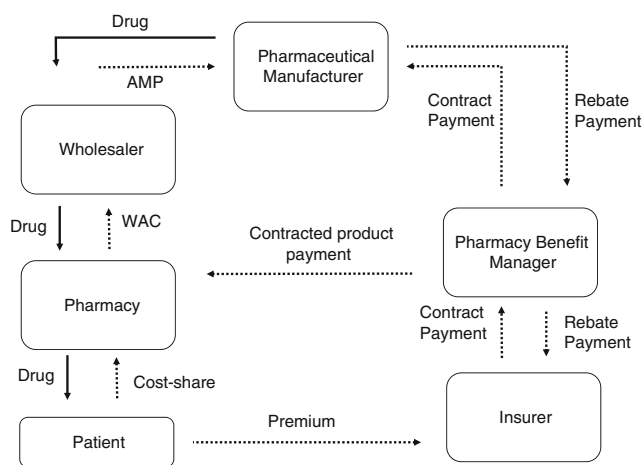 Drug
Pharmaceutical
Manufacturer
AMP
Contract
Payment
Rebate
Payment
Wholesaler
Drug
WAC
Contracted product
payment
Pharmacy Benefit
Manager
Pharmacy
Contract
Payment
Rebate
Payment
Drug
Cost-share
Premium
Insurer
Patient